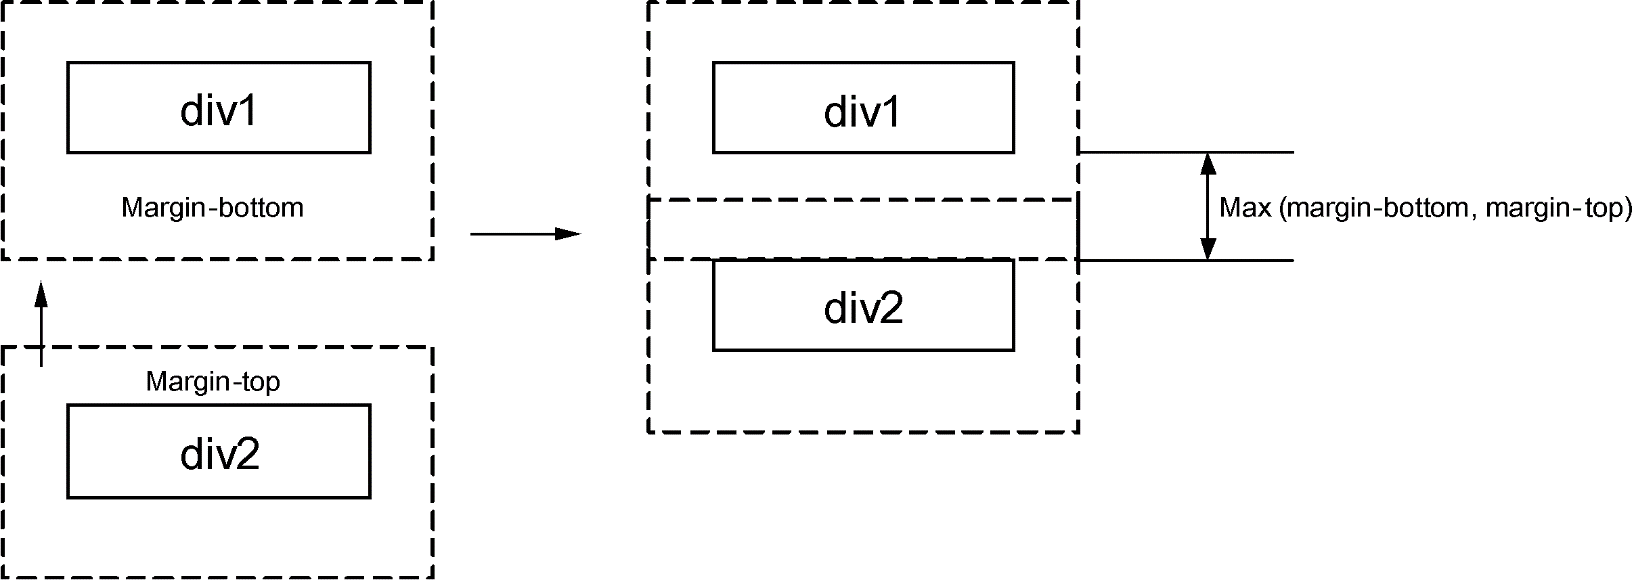 div1
Margin-bottom
Margin-top
div2
div1
Max (margin-bottom, margin-top)
div2